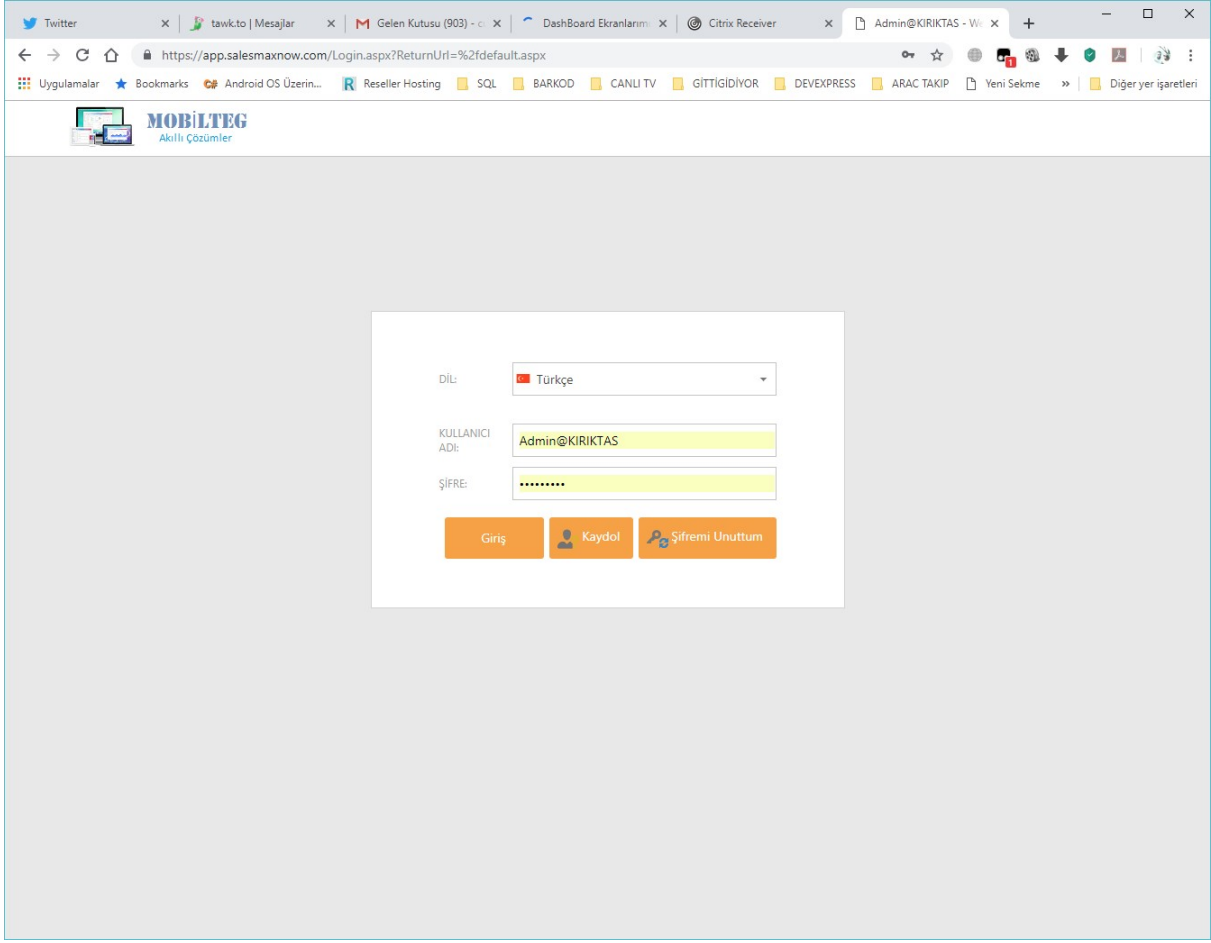 Twitter
tawk.to | Mesajlar
Gelen Kutusu (903) - c
DashBoard Ekranlarım
Citrix Receiver
Admin@KIRIKTAS - W
https://app.salesmaxnow.com/Login.aspx?ReturnUrl=%2fdefault.aspx
1
Uygulamalar
Bookmarks
C# Android OS Üzerin...
R Reseller Hosting
SQL
BARKOD
CANLI TV
GİTTİGİDİYOR
DEVEXPRESS
ARAC TAKIP
Yeni Sekme
»
Diğer yer işaretleri
MOBİLTEG
Akıllı Çözümler
DİL:
Türkçe
KULLANICI
ADI:
Admin@KIRIKTAS
ŞİFRE:
•••••••••
Giriş
Kaydol
Şifremi Unuttum